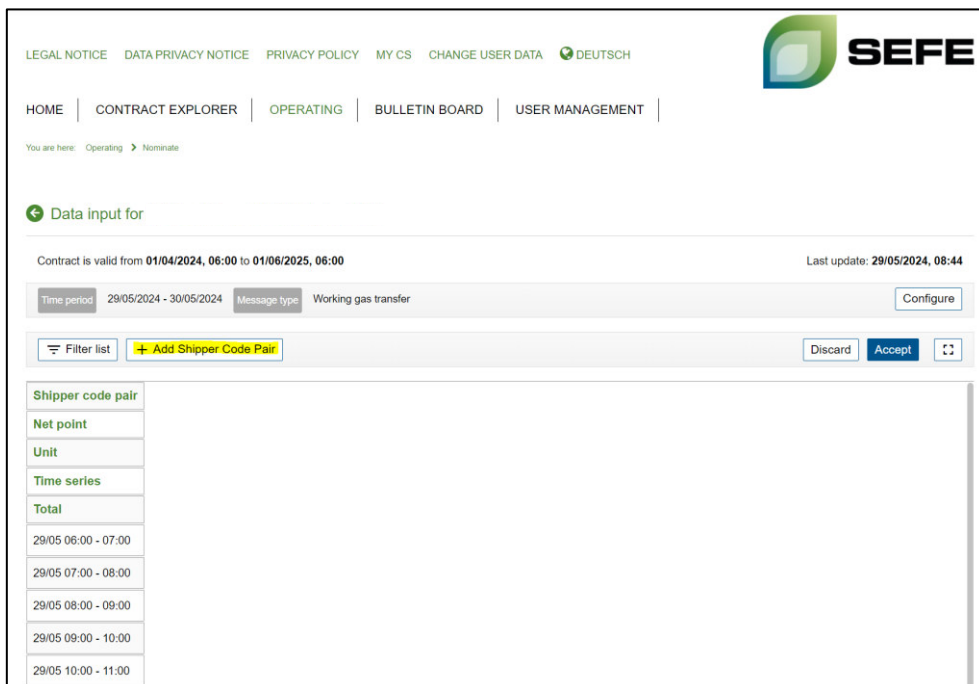 LEGAL NOTICE DATA PRIVACY NOTICE PRIVACY POLICY MY CS CHANGE USER DATA DEUTSCH
SEFE
HOME CONTRACT EXPLORER OPERATING BULLETIN BOARD USER MANAGEMENT
You are here: Operating > Nominate
Data input for
Contract is valid from 01/04/2024, 06:00 to 01/06/2025, 06:00 Last update: 29/05/2024, 08:44
Time period 29/05/2024 - 30/05/2024 Message type Working gas transfer Configure
Filter list + Add Shipper Code Pair Discard Accept
Shipper code pair
Net point
Unit
Time series
Total
29/05 06:00 - 07:00
29/05 07:00 - 08:00
29/05 08:00 - 09:00
29/05 09:00 - 10:00
29/05 10:00 - 11:00